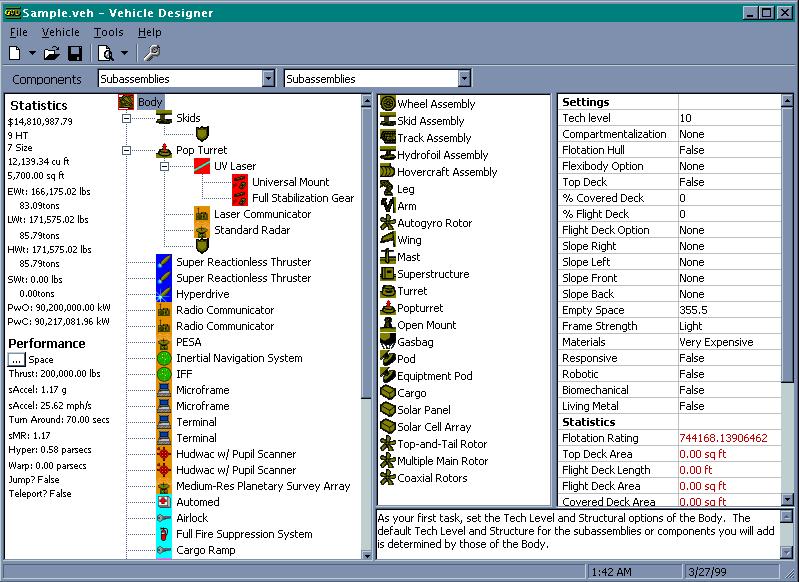 Sample.veh - Vehicle Designer
File Vehicle Tools Help
Components Subassemblies Subassemblies
Statistics
$14,810,987.79
9 HT
7 Size
12,139.34 cu ft
5,700.00 sq ft
EWt: 166,175.02 lbs
83.09tons
LWt: 171,575.02 lbs
85.79tons
HWt: 171,575.02 lbs
85.79tons
SWt: 0.00 lbs
0.00tons
PwO: 90,200,000.00 kW
PwC: 90,217,081.96 kW
Performance
... Space
Thrust: 200,000.00 lbs
sAccel: 1.17 g
sAccel: 25.62 mph/s
Turn Around: 70.00 secs
sMR: 1.17
Hyper: 0.58 parsecs
Warp: 0.00 parsecs
Jump? False
Teleport? False
Body
Skids
Pop Turret
UV Laser
Universal Mount
Full Stabilization Gear
Laser Communicator
Standard Radar
Super Reactionless Thruster
Super Reactionless Thruster
Hyperdrive
Radio Communicator
Radio Communicator
PESA
Inertial Navigation System
IFF
Microframe
Microframe
Terminal
Terminal
Hudwac w/ Pupil Scanner
Hudwac w/ Pupil Scanner
Medium-Res Planetary Survey Array
Automed
Airlock
Full Fire Suppression System
Cargo Ramp
Wheel Assembly
Skid Assembly
Track Assembly
Hydrofoil Assembly
Hovercraft Assembly
Leg
Arm
Autogyro Rotor
Wing
Mast
Superstructure
Turret
Popturret
Open Mount
Gasbag
Pod
Equiptment Pod
Cargo
Solar Panel
Solar Cell Array
Top-and-Tail Rotor
Multiple Main Rotor
Coaxial Rotors
Settings
Tech level 10
Compartmentalization None
Flotation Hull False
Flexibody Option None
Top Deck False
% Covered Deck 0
% Flight Deck 0
Flight Deck Option None
Slope Right None
Slope Left None
Slope Front None
Slope Back None
Empty Space 355.5
Frame Strength Light
Materials Very Expensive
Responsive False
Robotic False
Biomechanical False
Living Metal False
Statistics
Flotation Rating 744168.13906462
Top Deck Area 0.00 sq ft
Flight Deck Length 0.00 ft
Flight Deck Area 0.00 sq ft
Covered Deck Area 0.00 sq ft
As your first task, set the Tech Level and Structural options of the Body. The
default Tech Level and Structure for the subassemblies or components you will add
is determined by those of the Body.
1:42 AM 3/27/99